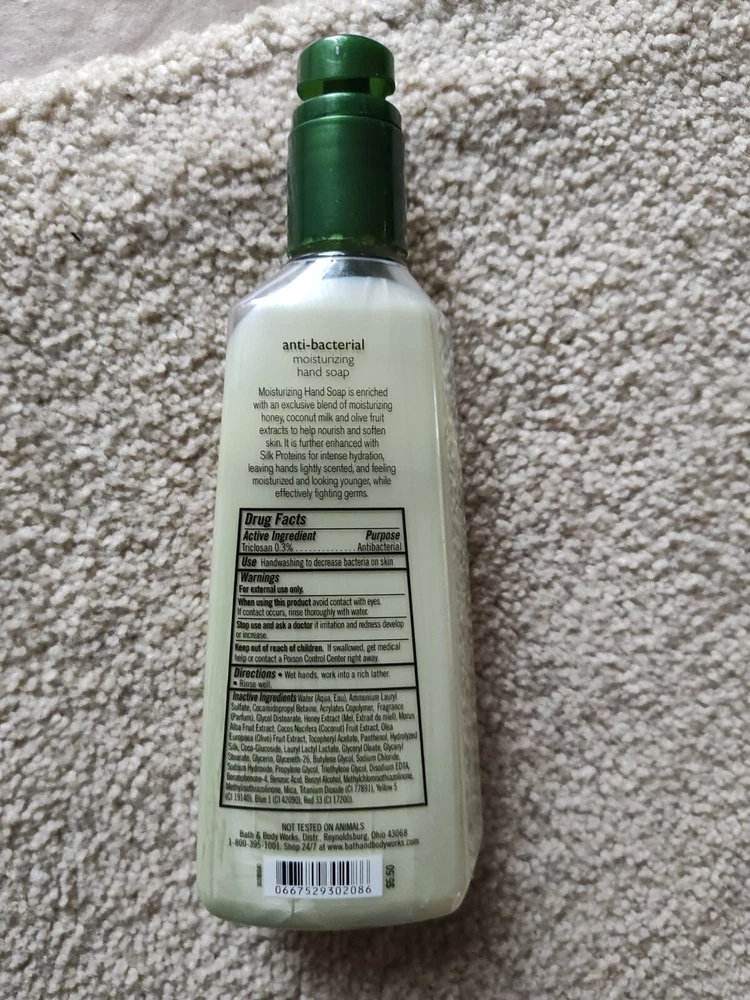 anti-bacterial
moisturizing
hand soap
Moisturizing Hand Soap is enriched
with an exclusive blend of moisturizing
honey, coconut milk and olive fruit
extracts to help nourish and soften
skin. It is further enhanced with
Silk Proteins for intense hydration,
leaving hands lightly scented, and feeling
moisturized and looking younger, while
effectively fighting germs.
Drug Facts
Active Ingredient Purpose
Triclosan 0.3%..............Antibacterial
Use Handwashing to decrease bacteria on skin
Warnings
For external use only.
When using this product avoid contact with eyes.
If contact occurs, rinse thoroughly with water.
Stop use and ask a doctor if irritation and redness develop
or increase.
Keep out of reach of children. If swallowed, get medical
help or contact a Poison Control Center right away.
Directions • Wet hands, work into a rich lather.
• Rinse well.
Inactive Ingredients Water (Aqua, Eau), Ammonium Lauryl
Sulfate, Cocamidopropyl Betaine, Acrylates Copolymer, Fragrance
(Parfum), Glycol Distearate, Honey Extract (Mel, Extrait de miel), Morus
Alba Fruit Extract, Cocos Nucifera (Coconut) Fruit Extract, Olea
Europaea (Olive) Fruit Extract, Tocopheryl Acetate, Panthenol, Hydrolyzed
Silk, Coco-Glucoside, Lauryl Lactyl Lactate, Glyceryl Oleate, Glyceryl
Stearate, Glycerin, Glycereth-26, Butylene Glycol, Sodium Chloride,
Sodium Hydroxide, Propylene Glycol, Triethylene Glycol, Disodium EDTA,
Benzophenone-4, Benzoic Acid, Benzyl Alcohol, Methylchloroisothiazolinone,
Methylisothiazolinone, Mica, Titanium Dioxide (CI 77891), Yellow 5
(CI 19140), Blue 1 (CI 42090), Red 33 (CI 17200).
NOT TESTED ON ANIMALS
Bath & Body Works, Distr., Reynoldsburg, Ohio 43068
1-800-395-1001. Shop 24/7 at www.bathandbodyworks.com
0667529302086
$5.50